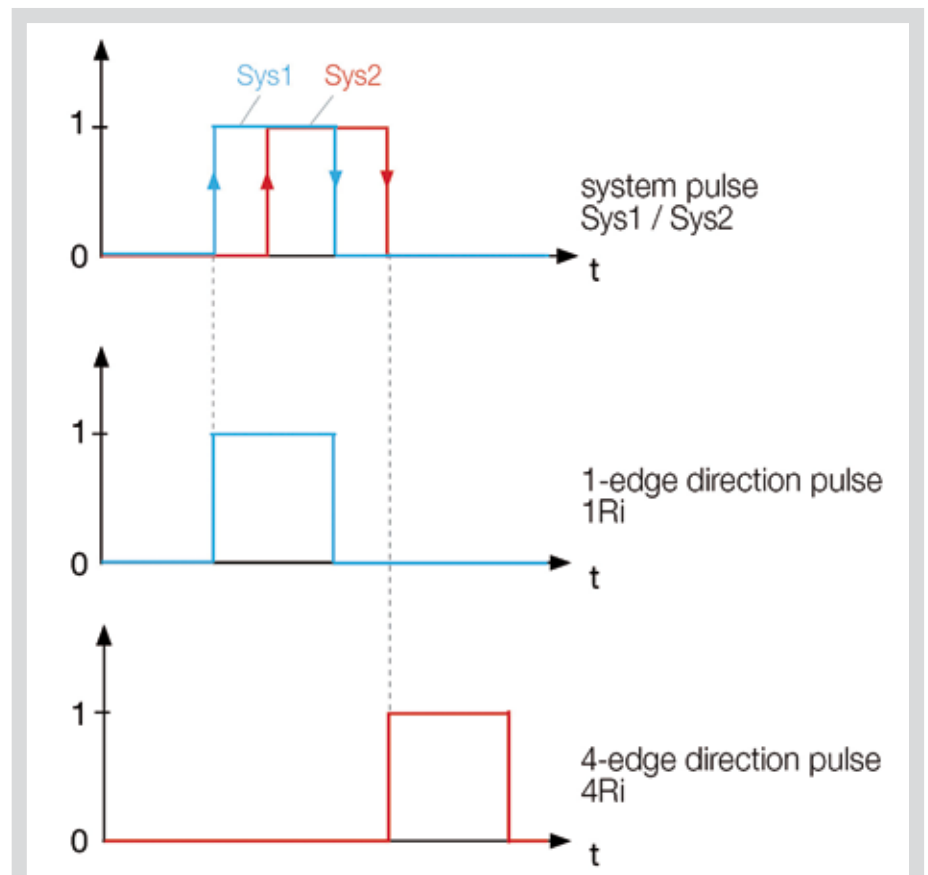 Sys1 Sys2
1
system pulse
Sys1 / Sys2
0
t
1
1-edge direction pulse
1Ri
0
t
1
4-edge direction pulse
4Ri
0
t